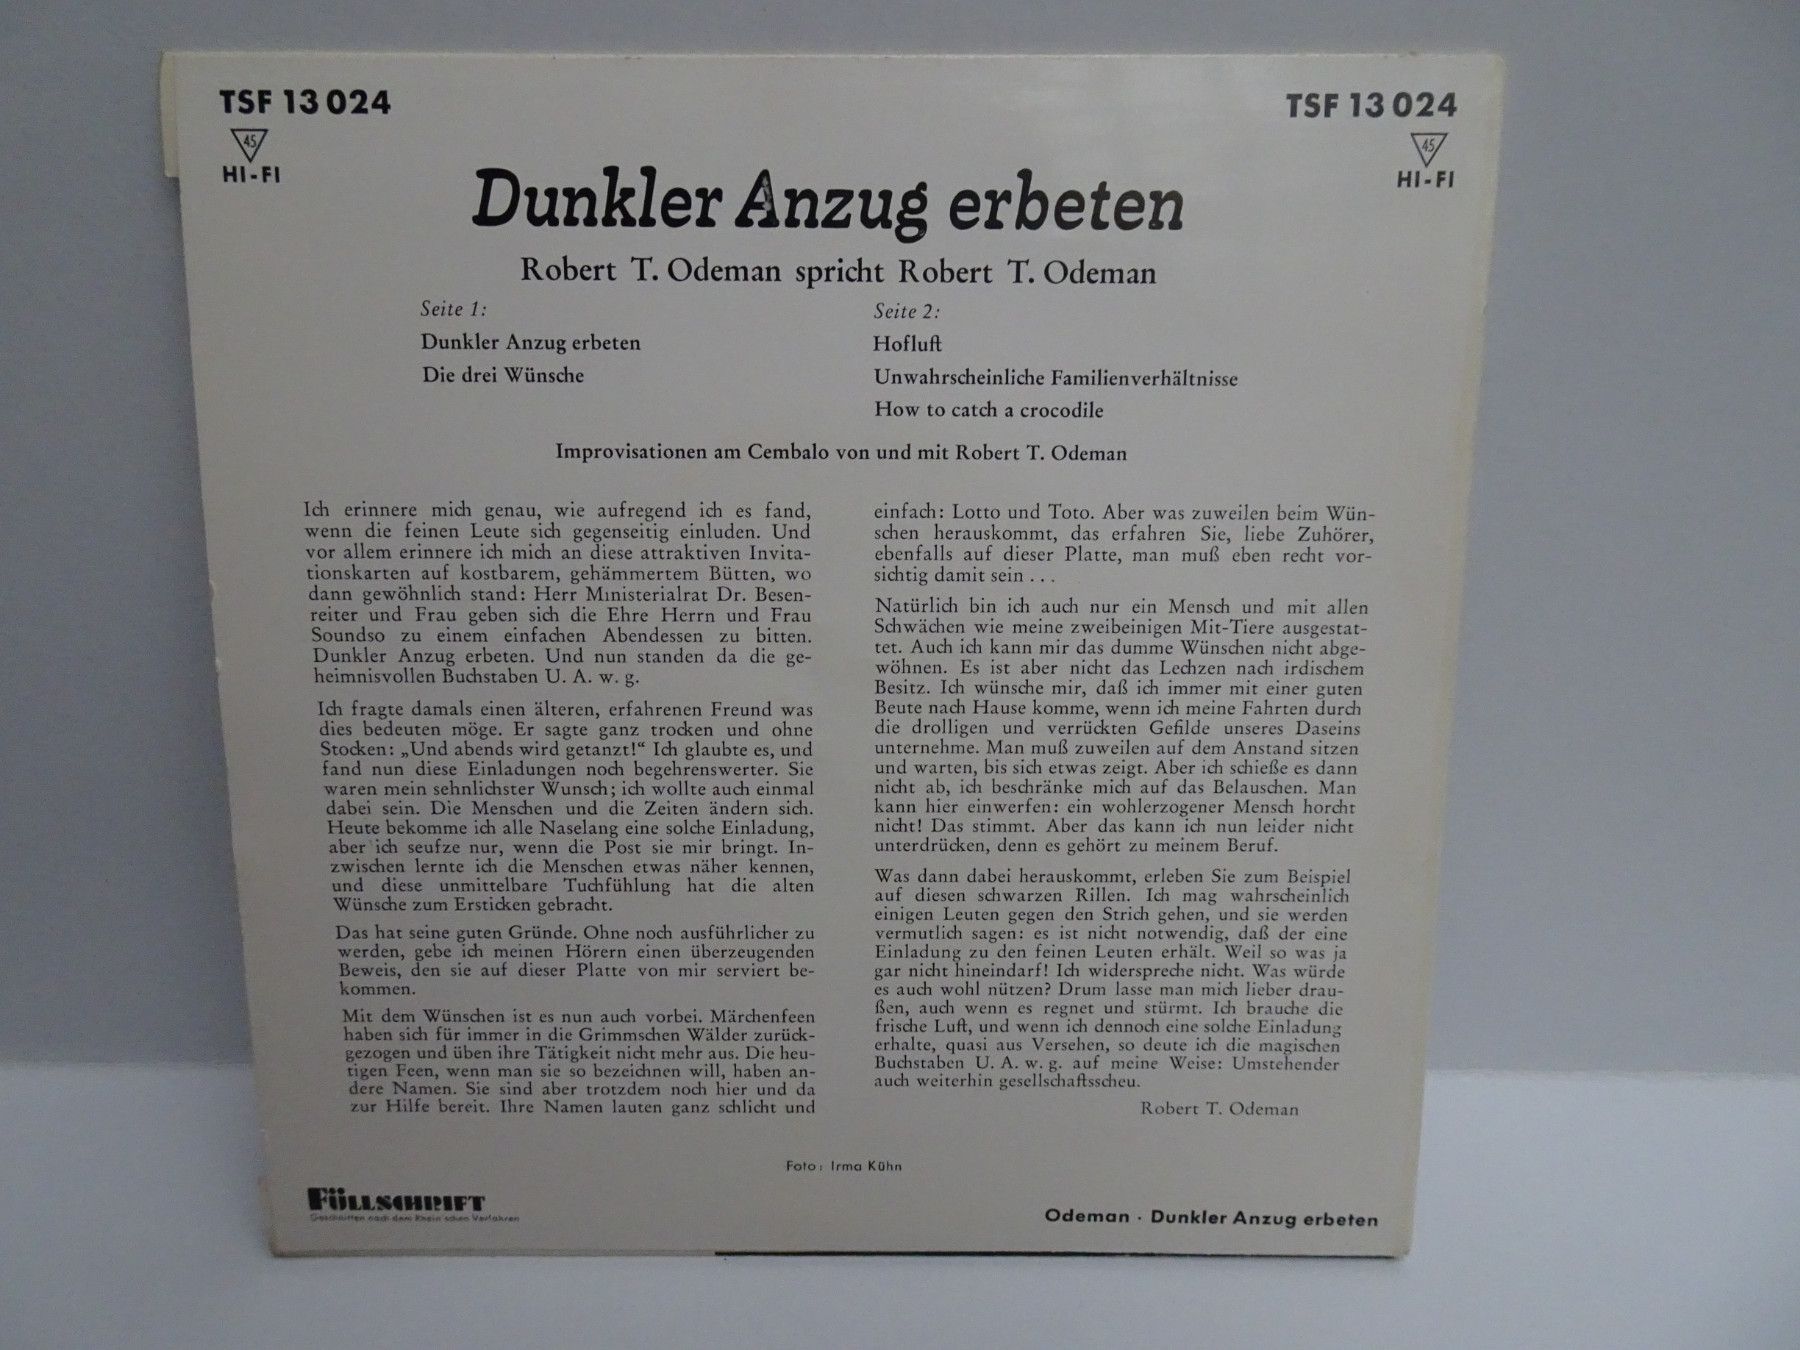 TSF 13 024
TSF 13 024
45
45
HI-FI
HI-FI
Dunkler Anzug erbeten
Robert T. Odeman spricht Robert T. Odeman
Seite 1:
Dunkler Anzug erbeten
Die drei Wünsche
Seite 2:
Hofluft
Unwahrscheinliche Familienverhältnisse
How to catch a crocodile
Improvisationen am Cembalo von und mit Robert T. Odeman
Ich erinnere mich genau, wie aufregend ich es fand,
wenn die feinen Leute sich gegenseitig einluden. Und
vor allem erinnere ich mich an diese attraktiven Invita-
tionskarten auf kostbarem, gehämmertem Bütten, wo
dann gewöhnlich stand: Herr Ministerialrat Dr. Besen-
reiter und Frau geben sich die Ehre Herrn und Frau
Soundso zu einem einfachen Abendessen zu bitten.
Dunkler Anzug erbeten. Und nun standen da die ge-
heimnisvollen Buchstaben U. A. w. g.
Ich fragte damals einen älteren, erfahrenen Freund was
dies bedeuten möge. Er sagte ganz trocken und ohne
Stocken: „Und abends wird getanzt!“ Ich glaubte es, und
fand nun diese Einladungen noch begehrenswerter. Sie
waren mein sehnlichster Wunsch; ich wollte auch einmal
dabei sein. Die Menschen und die Zeiten ändern sich.
Heute bekomme ich alle Naselang eine solche Einladung,
aber ich seufze nur, wenn die Post sie mir bringt. In-
zwischen lernte ich die Menschen etwas näher kennen,
und diese unmittelbare Tuchfühlung hat die alten
Wünsche zum Ersticken gebracht.
Das hat seine guten Gründe. Ohne noch ausführlicher zu
werden, gebe ich meinen Hörern einen überzeugenden
Beweis, den sie auf dieser Platte von mir serviert be-
kommen.
Mit dem Wünschen ist es nun auch vorbei. Märchenfeen
haben sich für immer in die Grimmschen Wälder zurück-
gezogen und üben ihre Tätigkeit nicht mehr aus. Die heu-
tigen Feen, wenn man sie so bezeichnen will, haben an-
dere Namen. Sie sind aber trotzdem noch hier und da
zur Hilfe bereit. Ihre Namen lauten ganz schlicht und
einfach: Lotto und Toto. Aber was zuweilen beim Wün-
schen herauskommt, das erfahren Sie, liebe Zuhörer,
ebenfalls auf dieser Platte, man muß eben recht vor-
sichtig damit sein . . .
Natürlich bin ich auch nur ein Mensch und mit allen
Schwächen wie meine zweibeinigen Mit-Tiere ausgestat-
tet. Auch ich kann mir das dumme Wünschen nicht abge-
wöhnen. Es ist aber nicht das Lechzen nach irdischem
Besitz. Ich wünsche mir, daß ich immer mit einer guten
Beute nach Hause komme, wenn ich meine Fahrten durch
die drolligen und verrückten Gefilde unseres Daseins
unternehme. Man muß zuweilen auf dem Anstand sitzen
und warten, bis sich etwas zeigt. Aber ich schieße es dann
nicht ab, ich beschränke mich auf das Belauschen. Man
kann hier einwerfen: ein wohlerzogener Mensch horcht
nicht! Das stimmt. Aber das kann ich nun leider nicht
unterdrücken, denn es gehört zu meinem Beruf.
Was dann dabei herauskommt, erleben Sie zum Beispiel
auf diesen schwarzen Rillen. Ich mag wahrscheinlich
einigen Leuten gegen den Strich gehen, und sie werden
vermutlich sagen: es ist nicht notwendig, daß der eine
Einladung zu den feinen Leuten erhält. Weil so was ja
gar nicht hineindarf! Ich widerspreche nicht. Was würde
es auch wohl nützen? Drum lasse man mich lieber drau-
ßen, auch wenn es regnet und stürmt. Ich brauche die
frische Luft, und wenn ich dennoch eine solche Einladung
erhalte, quasi aus Versehen, so deute ich die magischen
Buchstaben U. A. w. g. auf meine Weise: Umstehender
auch weiterhin gesellschaftsscheu.
Robert T. Odeman
Foto: Irma Kühn
FÜLLSCHRIFT
Geschnitten nach dem Rhein'schen Verfahren
Odeman · Dunkler Anzug erbeten